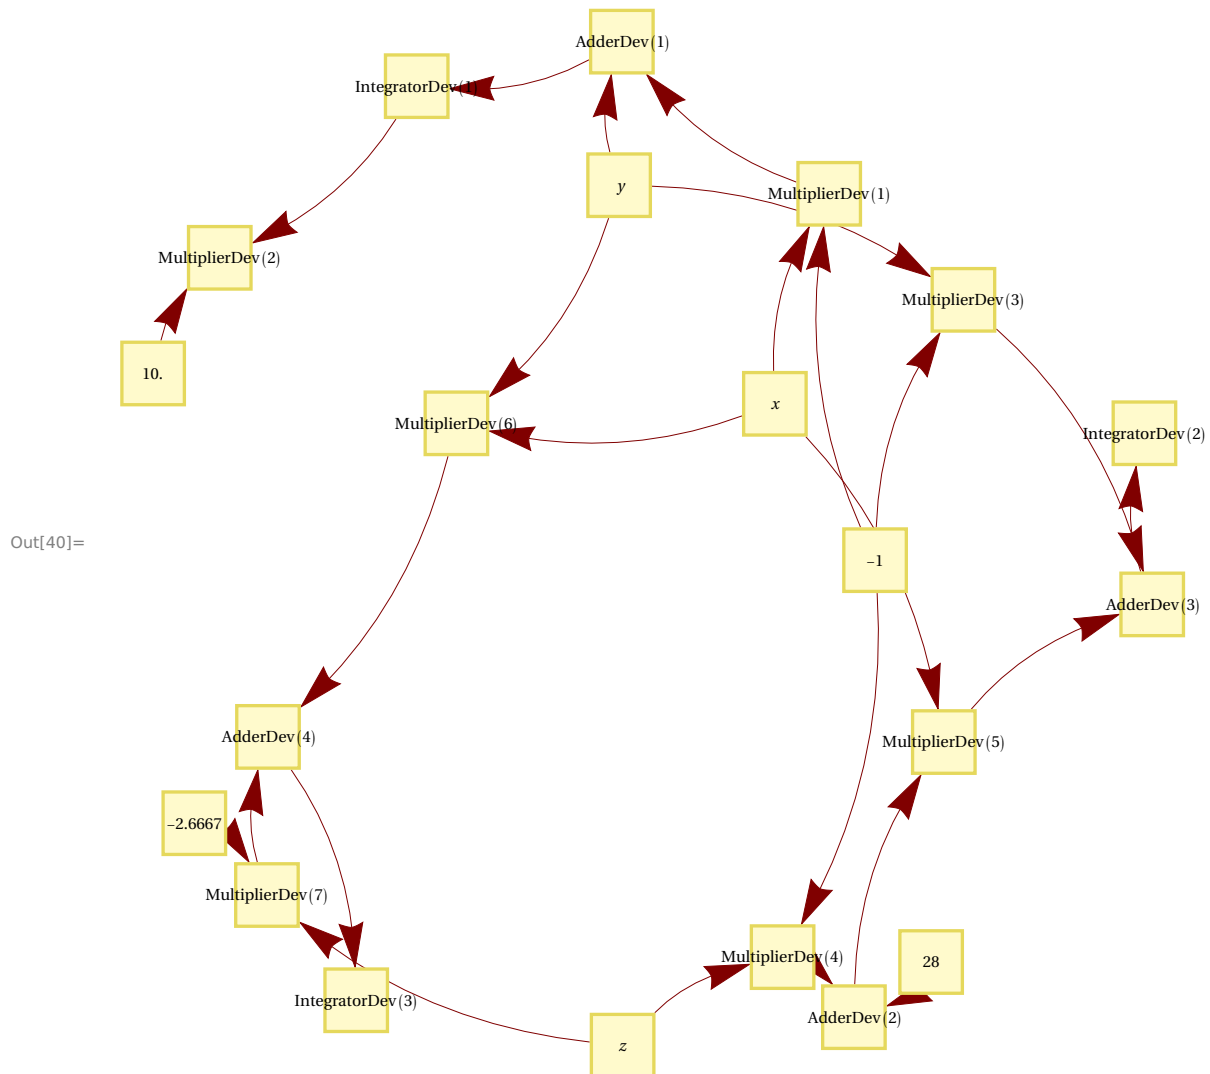 AdderDev(1)
IntegratorDev(1)
y
MultiplierDev(1)
MultiplierDev(2)
MultiplierDev(3)
10.
x
MultiplierDev(6)
IntegratorDev(2)
Out[40]=
–1
AdderDev(3)
AdderDev(4)
MultiplierDev(5)
–2.6667
MultiplierDev(7)
MultiplierDev(4)
28
IntegratorDev(3)
AdderDev(2)
z